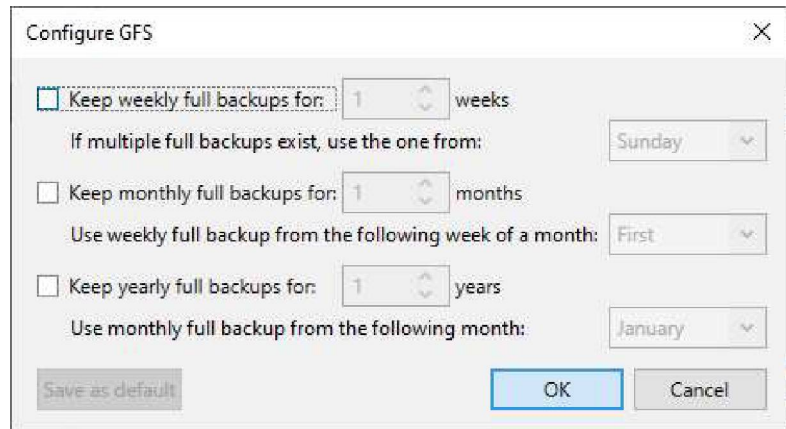 Configure GFS
Keep weekly full backups for: 1 weeks
If multiple full backups exist, use the one from: Sunday
Keep monthly full backups for: 1 months
Use weekly full backup from the following week of a month: First
Keep yearly full backups for: 1 years
Use monthly full backup from the following month: January
Save as default OK Cancel